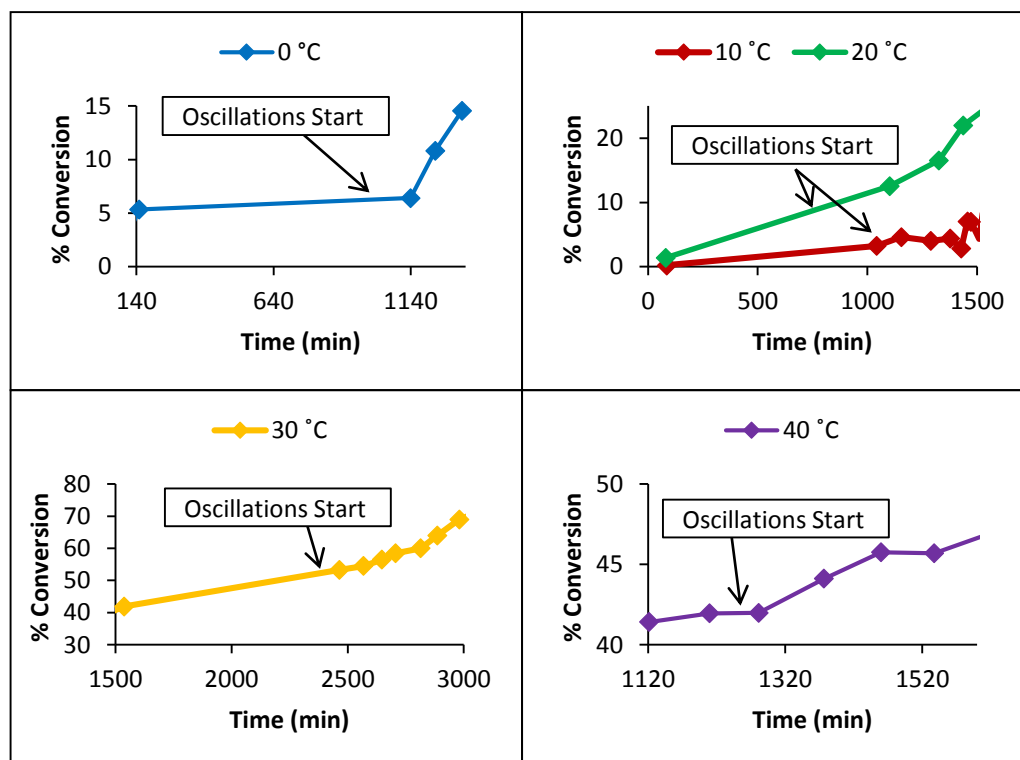 0 ˚C
15
10
5
0
% Conversion
Oscillations Start
140
640
1140
Time (min)
10 ˚C
20 ˚C
20
10
0
% Conversion
Oscillations Start
0
500
1000
1500
Time (min)
30 ˚C
80
70
60
50
40
30
% Conversion
Oscillations Start
1500
2000
2500
3000
Time (min)
40 ˚C
50
45
40
% Conversion
Oscillations Start
1120
1320
1520
Time (min)